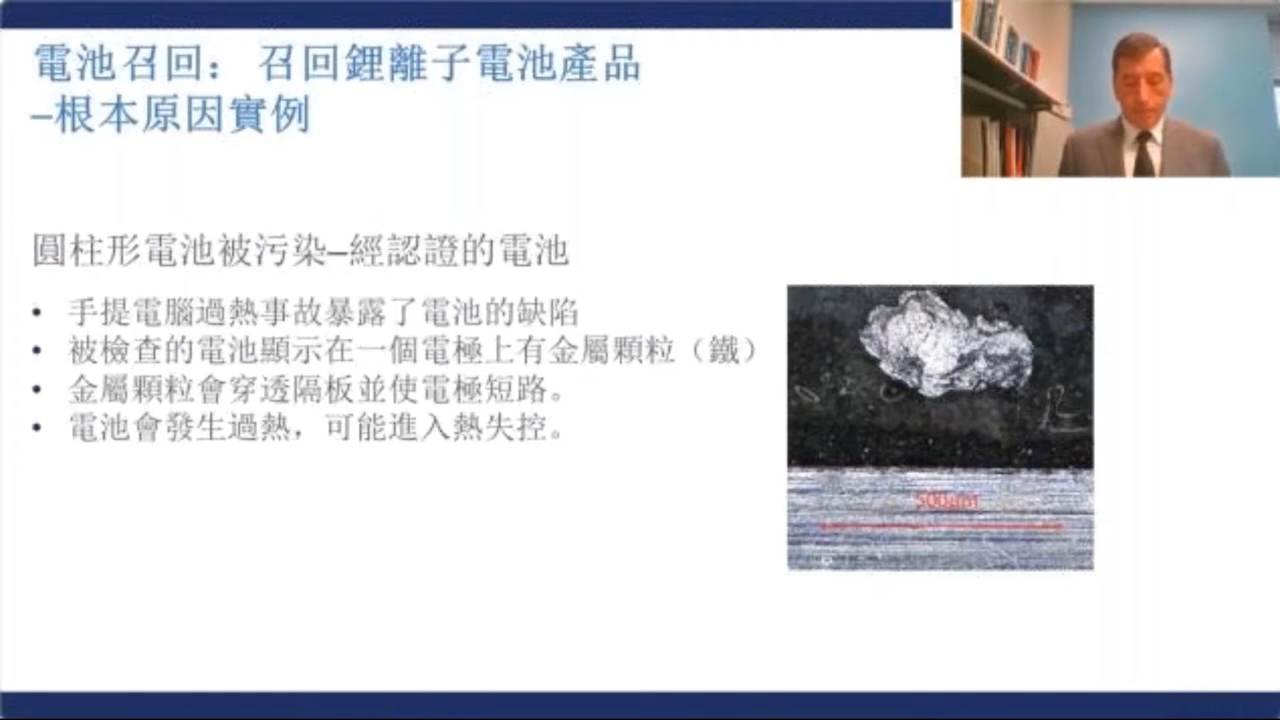 電池召回： 召回鋰離子電池產品
–根本原因實例
圓柱形電池被污染–經認證的電池
• 手提電腦過熱事故暴露了電池的缺陷
• 被檢查的電池顯示在一個電極上有金屬顆粒（鐵）
• 金屬顆粒會穿透隔板並使電極短路。
• 電池會發生過熱，可能進入熱失控。
500µm